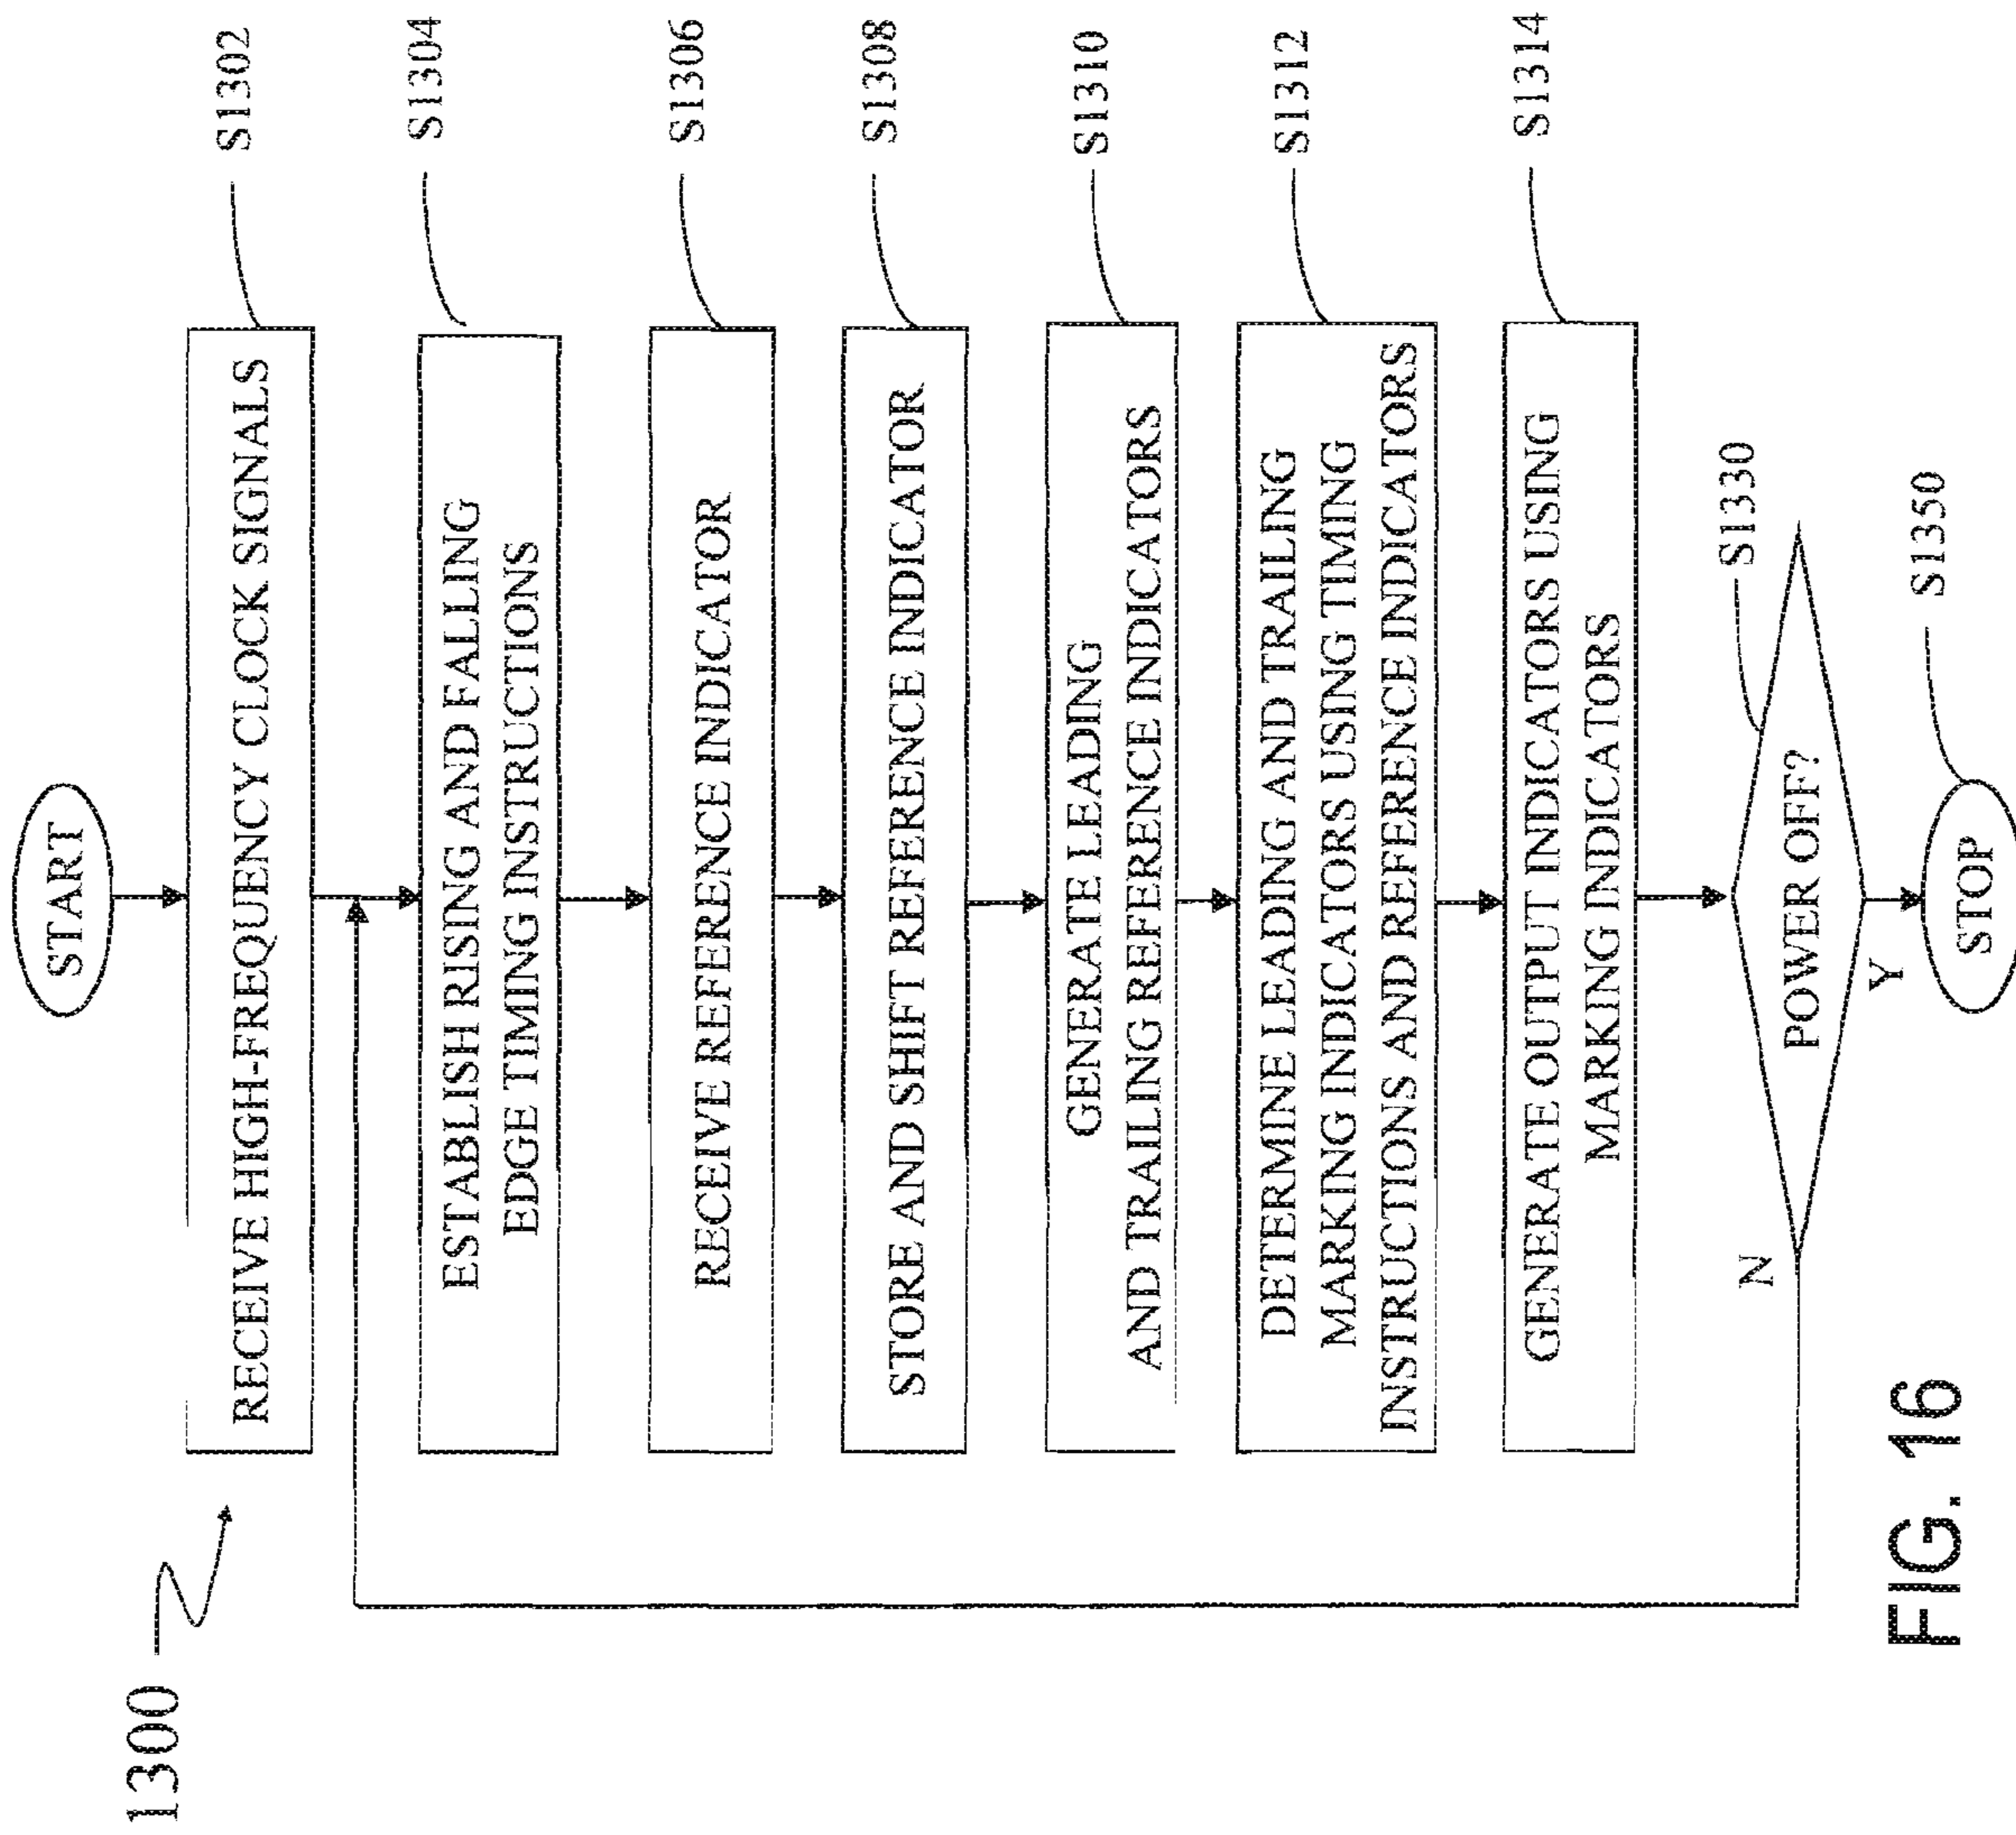 1300
START
RECEIVE HIGH-FREQUENCY CLOCK SIGNALS
S1302
ESTABLISH RISING AND FALLING
EDGE TIMING INSTRUCTIONS
S1304
RECEIVE REFERENCE INDICATOR
S1306
STORE AND SHIFT REFERENCE INDICATOR
S1308
GENERATE LEADING
AND TRAILING REFERENCE INDICATORS
S1310
DETERMINE LEADING AND TRAILING
MARKING INDICATORS USING TIMING
INSTRUCTIONS AND REFERENCE INDICATORS
S1312
GENERATE OUTPUT INDICATORS USING
MARKING INDICATORS
S1314
N
POWER OFF?
S1330
Y
STOP
S1350
FIG. 16